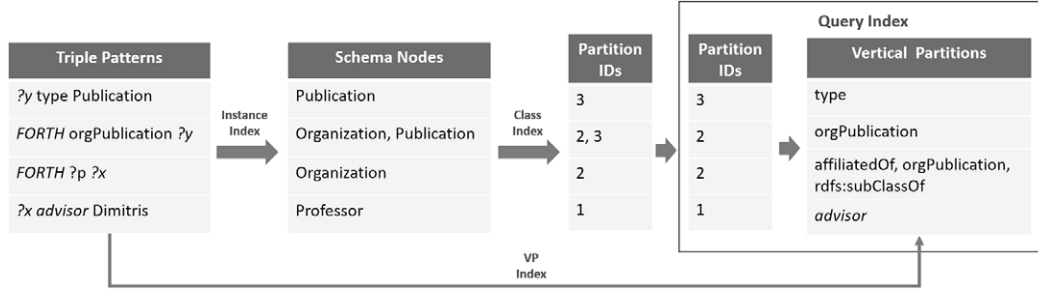 Query Index
Triple Patterns
?y type Publication
FORTH orgPublication ?y
FORTH ?p ?x
?x advisor Dimitris
Instance
Index
Schema Nodes
Publication
Organization, Publication
Organization
Professor
Class
Index
Partition
IDs
3
2, 3
2
1
Partition
IDs
3
2
2
1
Vertical Partitions
type
orgPublication
affiliatedOf, orgPublication,
rdfs:subClassOf
advisor
VP
Index